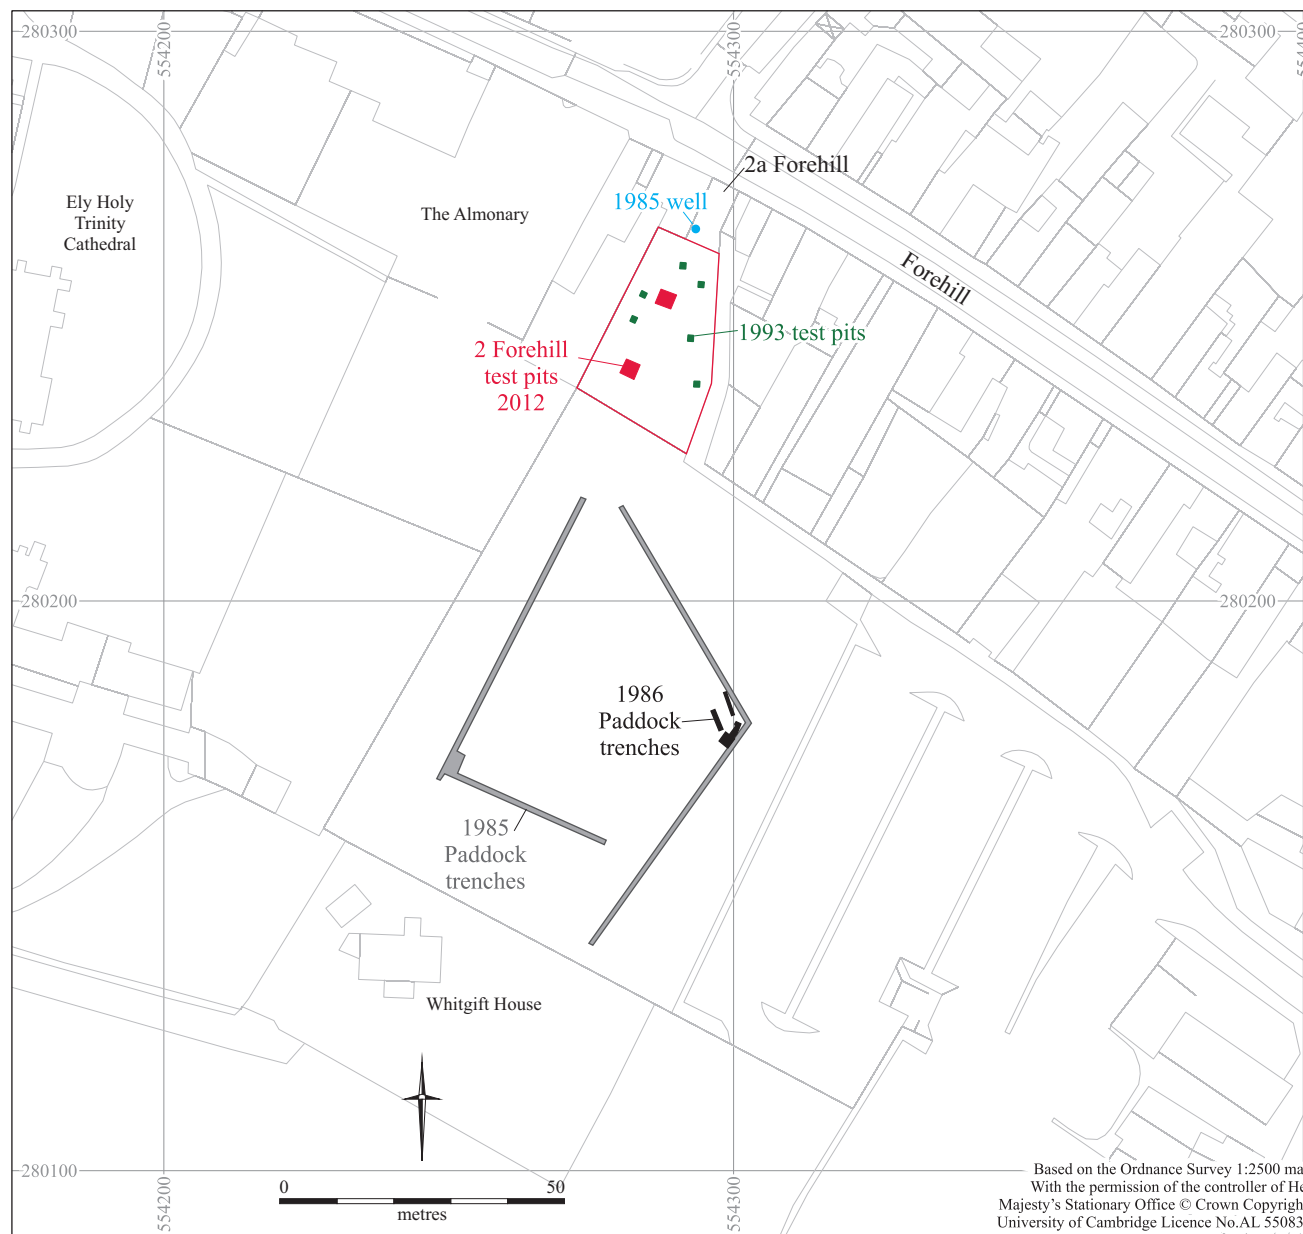 280300
554200
554300
280300
554400
2a Forehill
1985 well
Ely Holy
Trinity
Cathedral
The Almonary
Forehill
1993 test pits
2 Forehill
test pits
2012
280200
280200
1986
Paddock
trenches
1985
Paddock
trenches
Whitgift House
280100
0
50
metres
554200
554300
Based on the Ordnance Survey 1:2500
With the permission of the controller of
Majesty's Stationary Office © Crown
University of Cambridge Licence No.AL